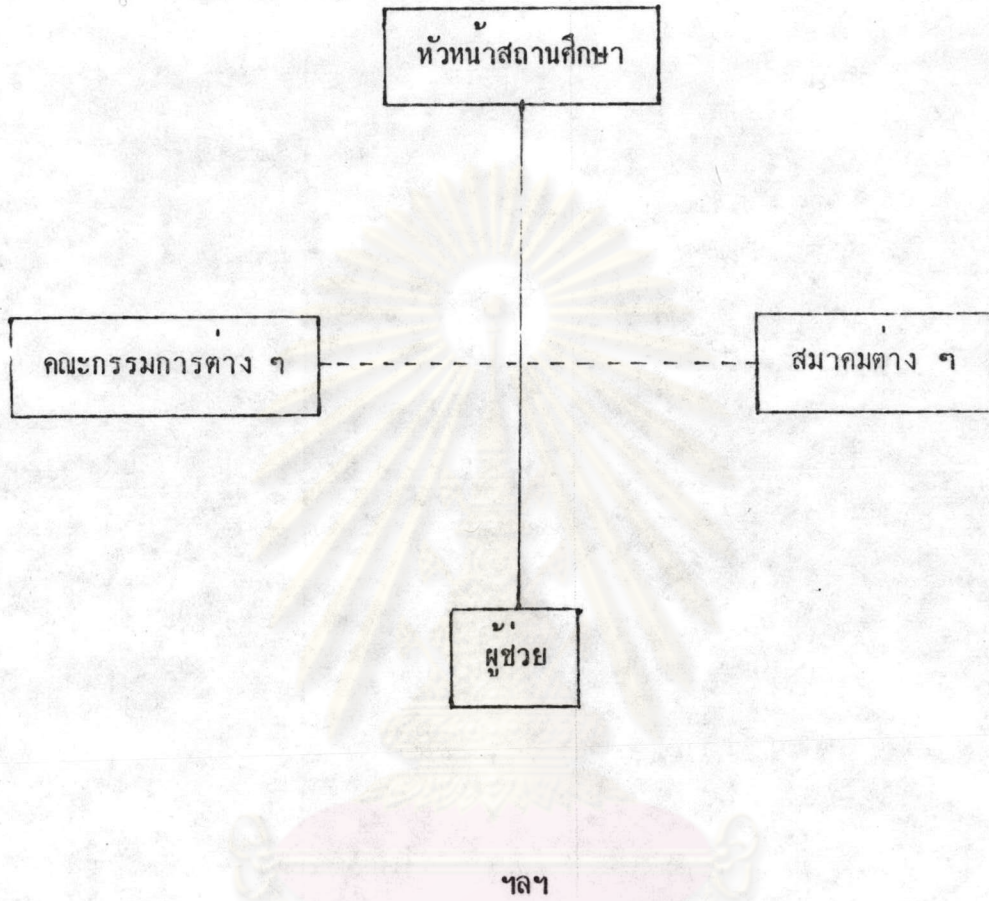 หัวหน้าสถานศึกษา
คณะกรรมการต่าง ๆ
สมาคมต่าง ๆ
ผู้ช่วย
ฯลฯ